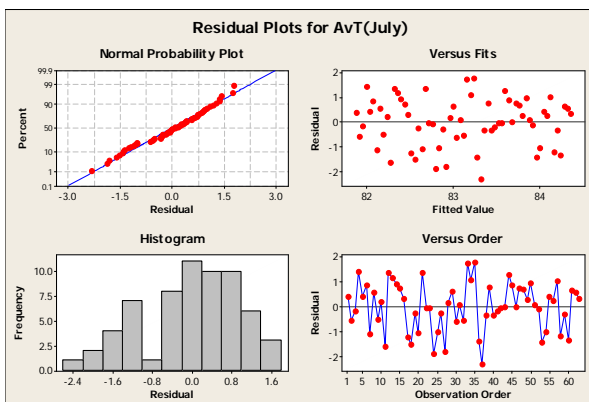 Residual Plots for AvT(July)
Normal Probability Plot
99.9
99
90
50
10
1
0.1
Percent
-3.0 -1.5 0.0 1.5 3.0
Residual
Versus Fits
2
1
0
-1
-2
Residual
82 83 84
Fitted Value
Histogram
10.0
7.5
5.0
2.5
0.0
Frequency
-2.4 -1.6 -0.8 0.0 0.8 1.6
Residual
Versus Order
2
1
0
-1
-2
Residual
1 5 10 15 20 25 30 35 40 45 50 55 60
Observation Order